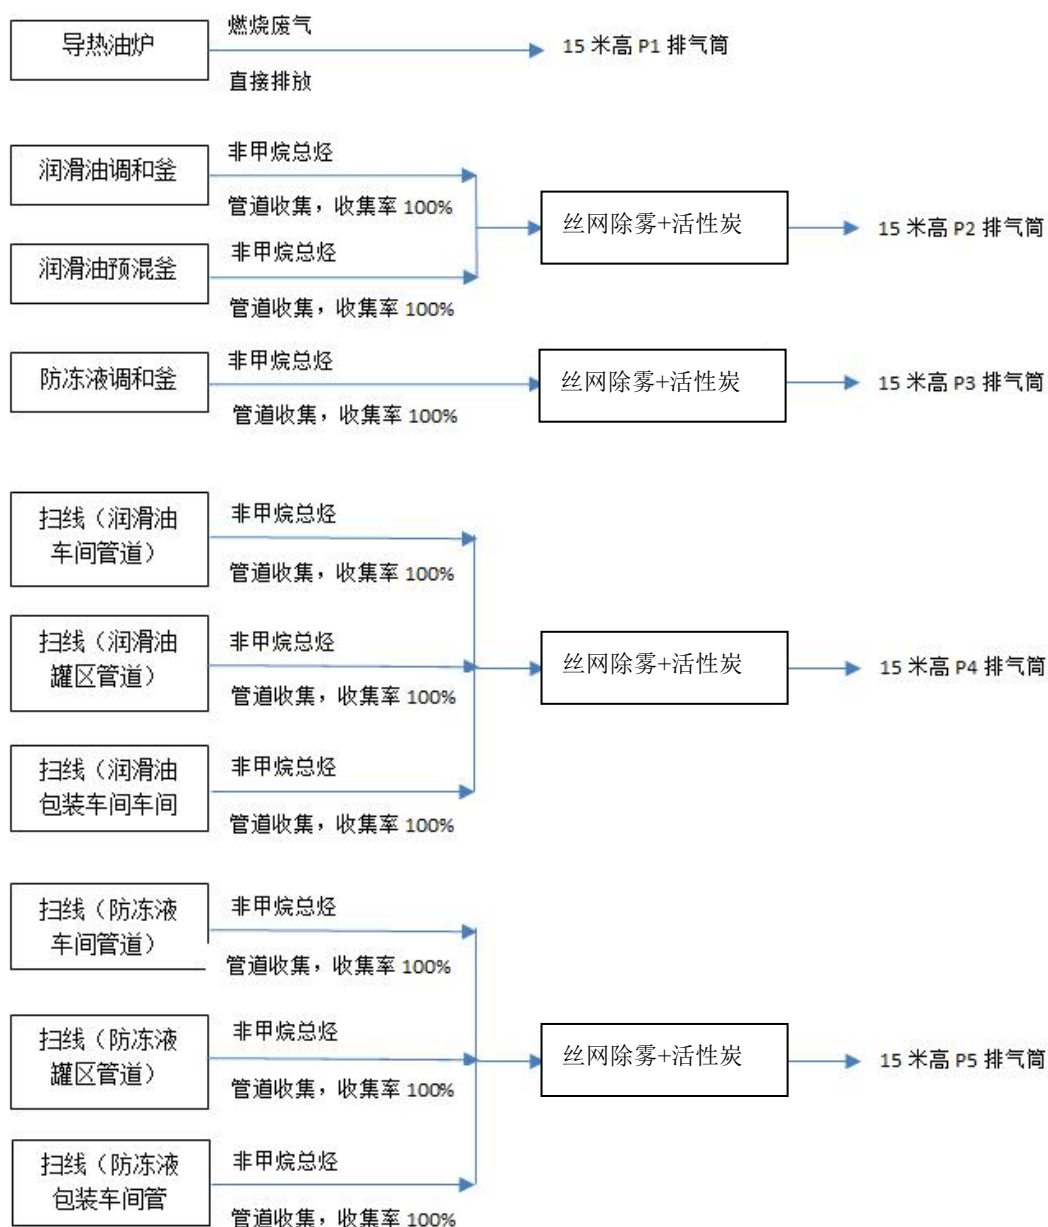 导热油炉
燃烧废气
直接排放
15 米高 P1 排气筒
润滑油调和釜
非甲烷总烃
管道收集，收集率 100%
润滑油预混釜
非甲烷总烃
管道收集，收集率 100%
丝网除雾+活性炭
15 米高 P2 排气筒
防冻液调和釜
非甲烷总烃
管道收集，收集率 100%
丝网除雾+活性炭
15 米高 P3 排气筒
扫线（润滑油
车间管道）
非甲烷总烃
管道收集，收集率 100%
扫线（润滑油
罐区管道）
非甲烷总烃
管道收集，收集率 100%
扫线（润滑油
包装车间车间
非甲烷总烃
管道收集，收集率 100%
丝网除雾+活性炭
15 米高 P4 排气筒
扫线（防冻液
车间管道）
非甲烷总烃
管道收集，收集率 100%
扫线（防冻液
罐区管道）
非甲烷总烃
管道收集，收集率 100%
扫线（防冻液
包装车间管
非甲烷总烃
管道收集，收集率 100%
丝网除雾+活性炭
15 米高 P5 排气筒